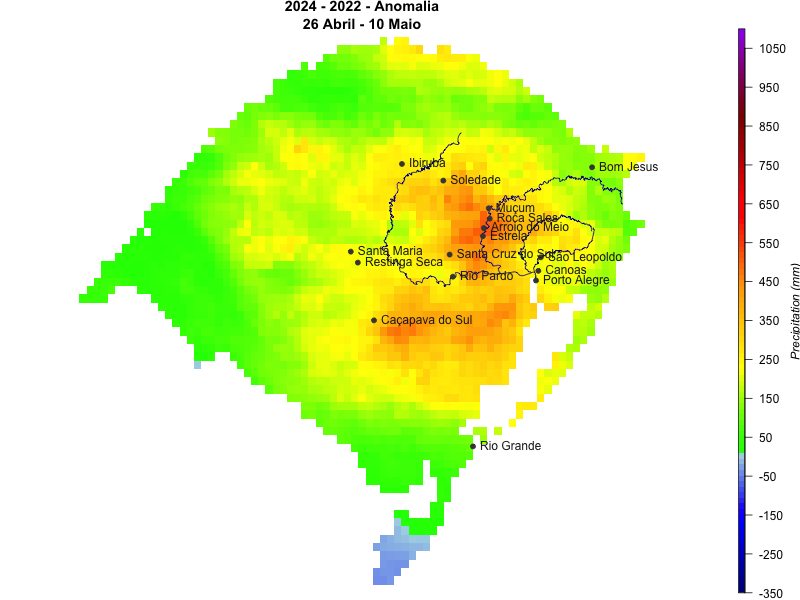 2024 - 2022 - Anomalia
26 Abril - 10 Maio
Ibirubá
Soledade
Bom Jesus
Mucum
Roca Sales
Arroio do Meio
Estrela
Santa Maria
Santa Cruz do Sul
São Leopoldo
Restinga Seca
Canoas
Rio Pardo
Porto Alegre
Caçapava do Sul
Rio Grande
1050
950
850
750
650
550
450
350
250
150
50
-50
-150
-250
-350
Precipitation (mm)